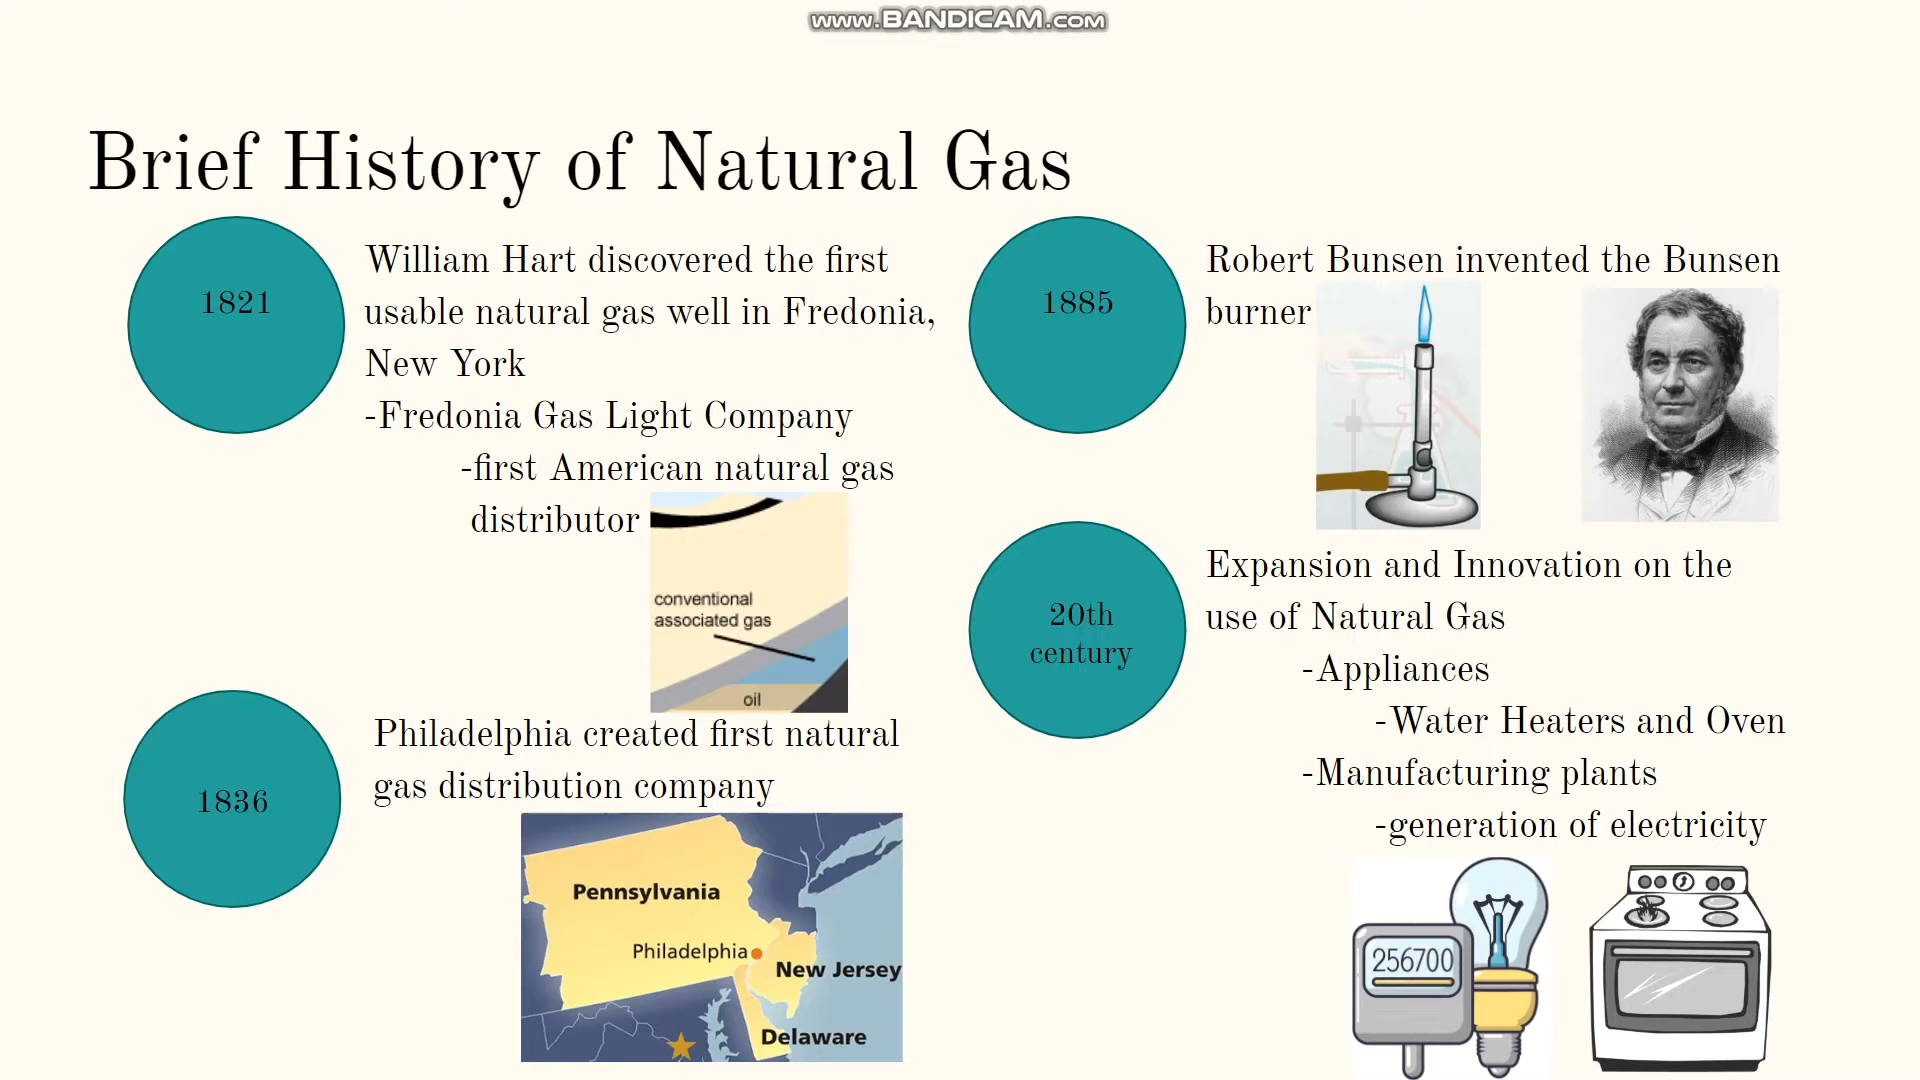 www.BANDICAM.com
Brief History of Natural Gas
1821
William Hart discovered the first
usable natural gas well in Fredonia,
New York
-Fredonia Gas Light Company
-first American natural gas
distributor
conventional
associated gas
oil
1836
Philadelphia created first natural
gas distribution company
Pennsylvania
Philadelphia
New Jersey
Delaware
1885
Robert Bunsen invented the Bunsen
burner
20th
century
Expansion and Innovation on the
use of Natural Gas
-Appliances
-Water Heaters and Oven
-Manufacturing plants
-generation of electricity
256700